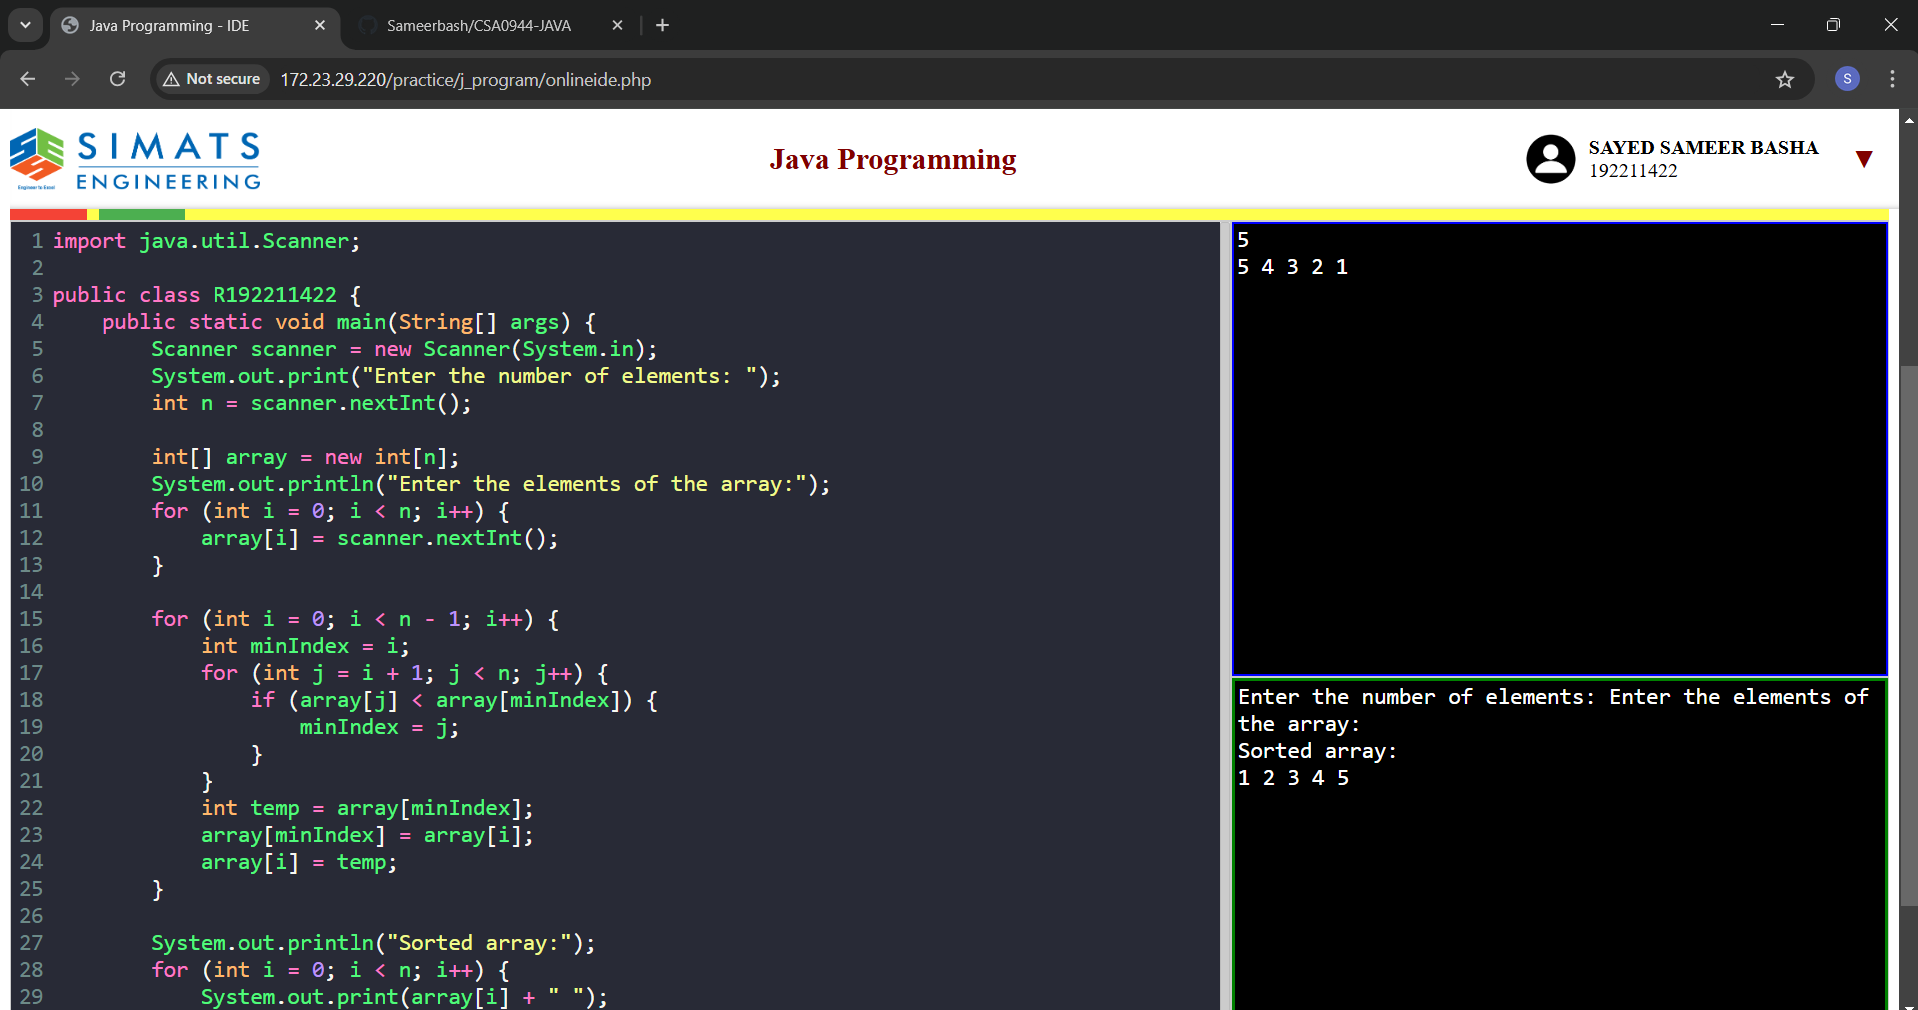 Java Programming - IDE
Sameerbash/CSA0944-JAVA
Not secure
172.23.29.220/practice/j_program/onlineide.php
S
SIMATS
ENGINEERING
Engineer to Excel
Java Programming
SAYED SAMEER BASHA
192211422
1 import java.util.Scanner;
2
3 public class R192211422 {
4     public static void main(String[] args) {
5         Scanner scanner = new Scanner(System.in);
6         System.out.print("Enter the number of elements: ");
7         int n = scanner.nextInt();
8
9         int[] array = new int[n];
10         System.out.println("Enter the elements of the array:");
11         for (int i = 0; i < n; i++) {
12             array[i] = scanner.nextInt();
13         }
14
15         for (int i = 0; i < n - 1; i++) {
16             int minIndex = i;
17             for (int j = i + 1; j < n; j++) {
18                 if (array[j] < array[minIndex]) {
19                     minIndex = j;
20                 }
21             }
22             int temp = array[minIndex];
23             array[minIndex] = array[i];
24             array[i] = temp;
25         }
26
27         System.out.println("Sorted array:");
28         for (int i = 0; i < n; i++) {
29             System.out.print(array[i] + " ");
5
5 4 3 2 1
Enter the number of elements: Enter the elements of
the array:
Sorted array:
1 2 3 4 5